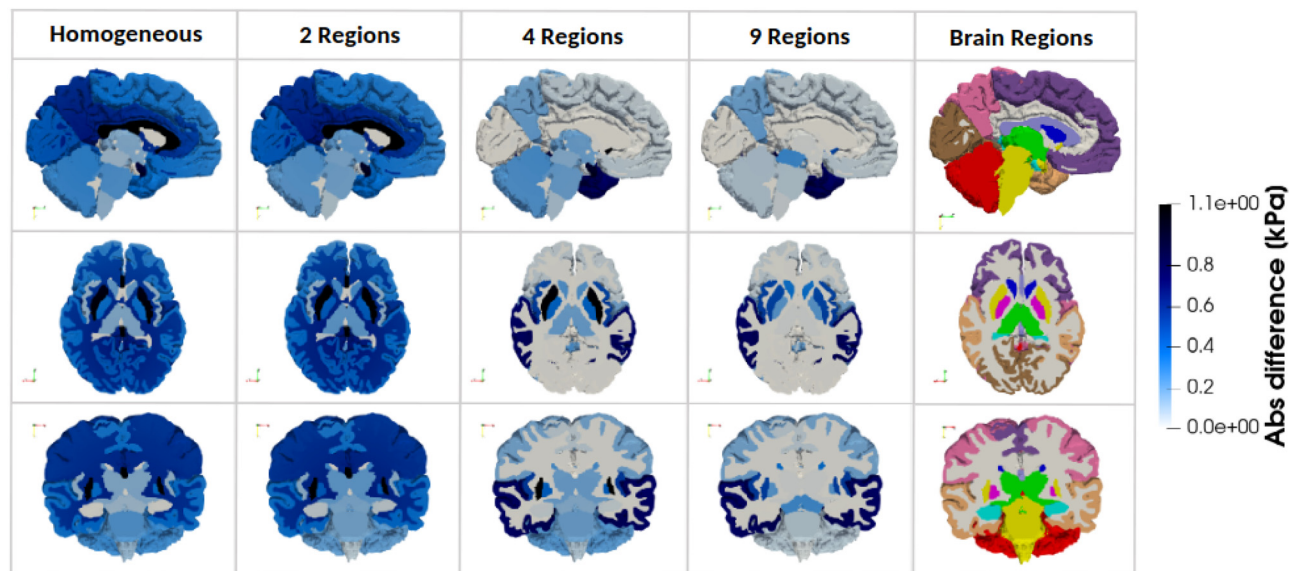 Homogeneous
2 Regions
4 Regions
9 Regions
Brain Regions
1.1e+00
0.8
0.6
0.4
0.2
0.0e+00
Abs difference (kPa)